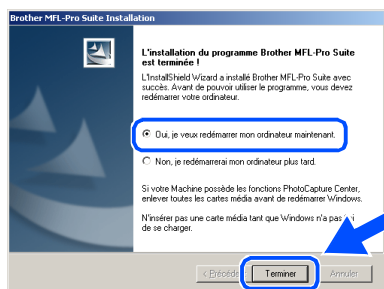 Brother MFL-Pro Suite Installation
L'installation du programme Brother MFL-Pro Suite
est terminée !
L'InstallShield Wizard a installé Brother MFL-Pro Suite avec
succès. Avant de pouvoir utiliser le programme, vous devez
redémarrer votre ordinateur.
Oui, je veux redémarrer mon ordinateur maintenant.
Non, je redémarrerai mon ordinateur plus tard.
Si votre Machine possède les fonctions PhotoCapture Center,
enlever toutes les cartes média avant de redémarrer Windows.
N'insérer pas une carte média tant que Windows n'a pas
de se charger.
< Précéde
Terminer
Annuler